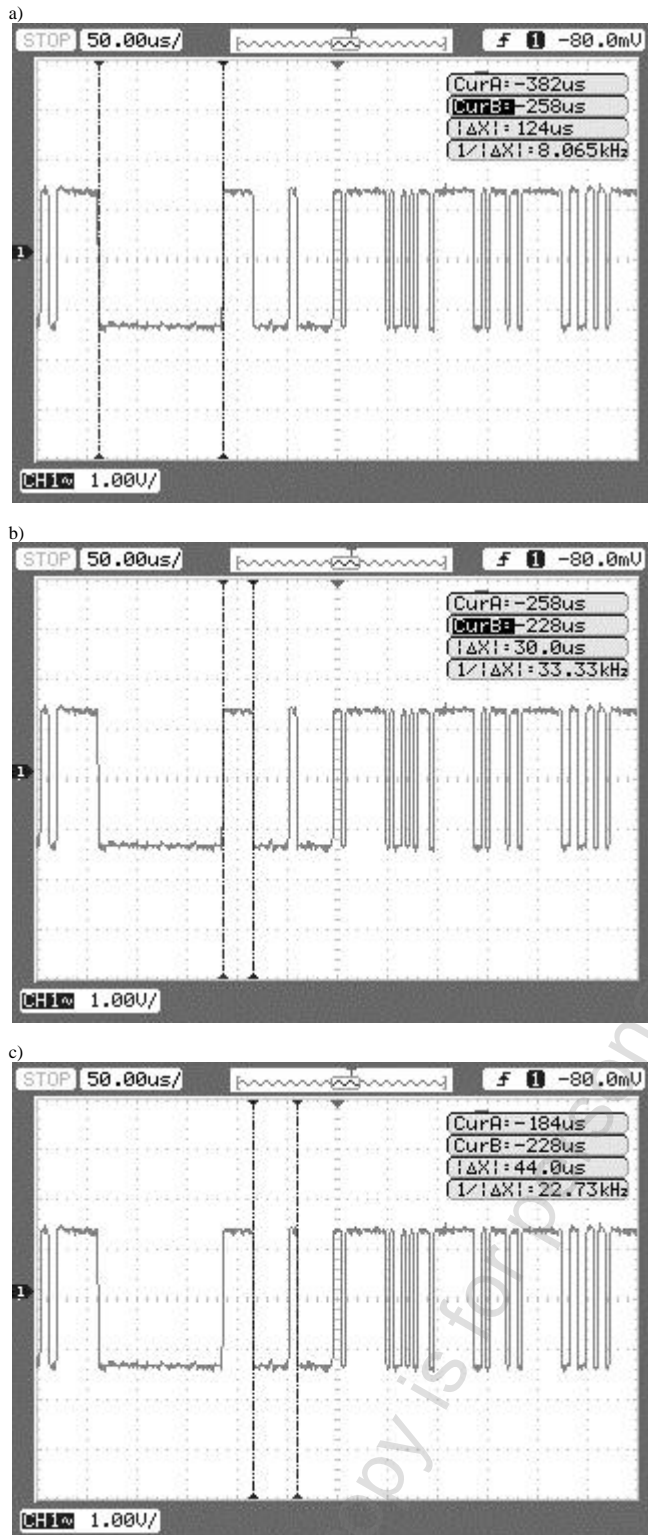 a)
STOP 50.00us/ 1 -80.0mV
CurA:-382us
CurB:-258us
|ΔX|:124us
1/|ΔX|:8.065kHz
1
CH1 1.00V/
b)
STOP 50.00us/ 1 -80.0mV
CurA:-258us
CurB:-228us
|ΔX|:30.0us
1/|ΔX|:33.33kHz
1
CH1 1.00V/
c)
STOP 50.00us/ 1 -80.0mV
CurA:-184us
CurB:-228us
|ΔX|:44.0us
1/|ΔX|:22.73kHz
1
CH1 1.00V/